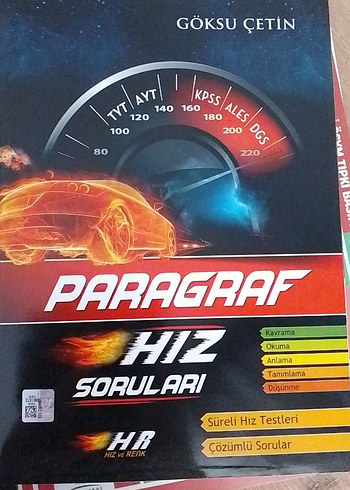 GÖKSU ÇETİN
TYT AYT KPSS ALES DGS
80 100 120 140 160 180 200 220
PARAGRAF
HIZ
SORULARI
Kavrama
Okuma
Anlama
Tanımlama
Düşünme
Süreli Hız Testleri
Çözümlü Sorular
HR
HIZ ve RENK
TIPKI